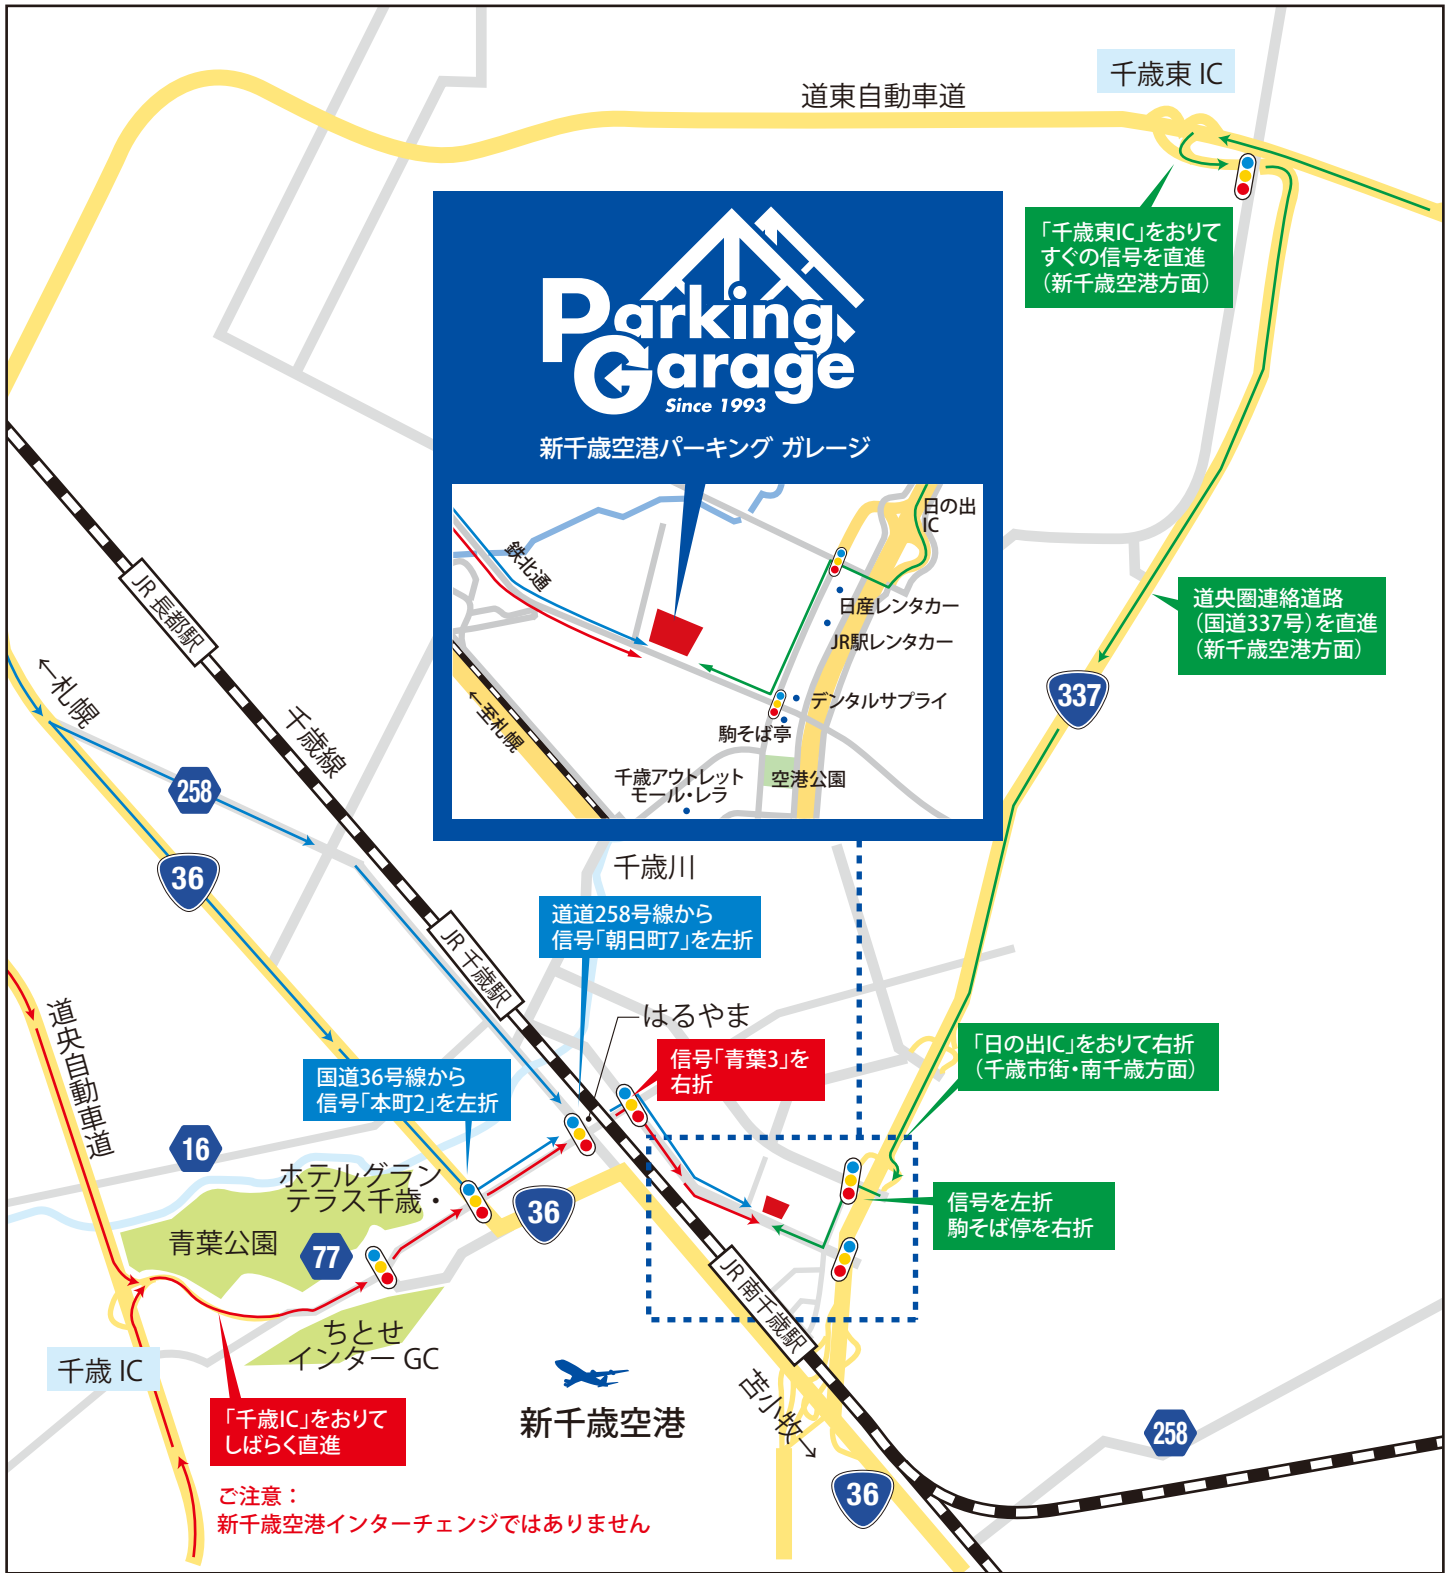 千歳東 IC
道東自動車道
「千歳東IC」をおりて
すぐの信号を直進
(新千歳空港方面)
Parking
Garage
Since 1993
新千歳空港パーキング ガレージ
日の出
IC
鉄北通
日産レンタカー
JR駅レンタカー
デンタルサプライ
駒そば亭
←至札幌
千歳アウトレット
モール・レラ
空港公園
道央圏連絡道路
(国道337号)を直進
(新千歳空港方面)
337
JR 長都駅
←札幌
千歳線
258
36
千歳川
道道258号線から
信号「朝日町7」を左折
JR 千歳駅
はるやま
信号「青葉3」を
右折
道央自動車道
国道36号線から
信号「本町2」を左折
「日の出IC」をおりて右折
(千歳市街・南千歳方面)
16
ホテルグラン
テラス千歳・
36
青葉公園
77
信号を左折
駒そば停を右折
JR 南千歳駅
ちとせ
インター GC
千歳 IC
「千歳IC」をおりて
しばらく直進
新千歳空港
苫小牧→
258
36
ご注意：
新千歳空港インターチェンジではありません